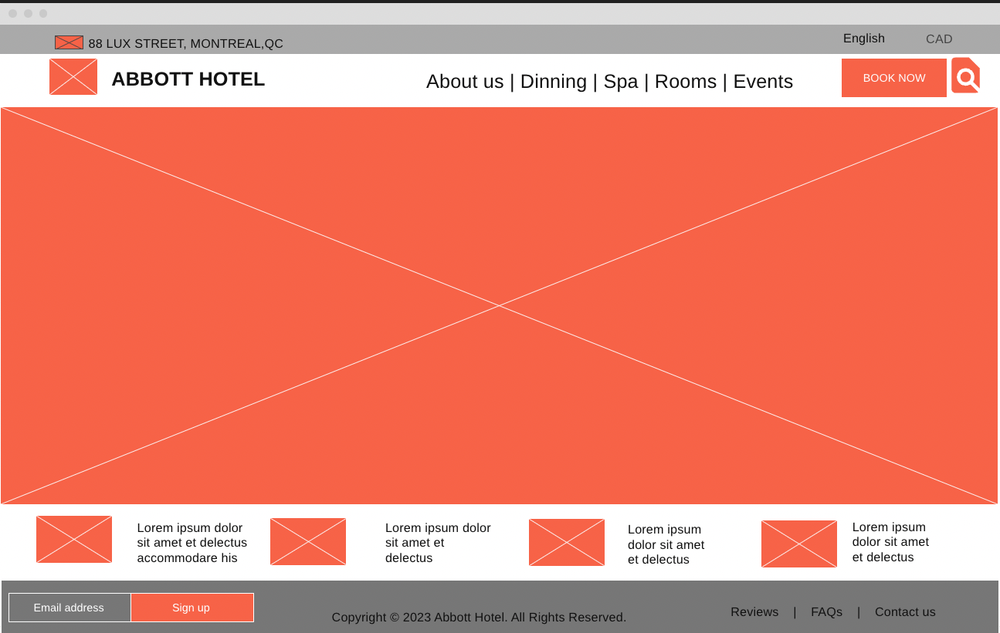 88 LUX STREET, MONTREAL,QC
English
CAD
ABBOTT HOTEL
About us | Dinning | Spa | Rooms | Events
BOOK NOW
Lorem ipsum dolor
sit amet et delectus
accommodare his
Lorem ipsum dolor
sit amet et
delectus
Lorem ipsum
dolor sit amet
et delectus
Lorem ipsum
dolor sit amet
et delectus
Email address
Sign up
Copyright © 2023 Abbott Hotel. All Rights Reserved.
Reviews | FAQs | Contact us